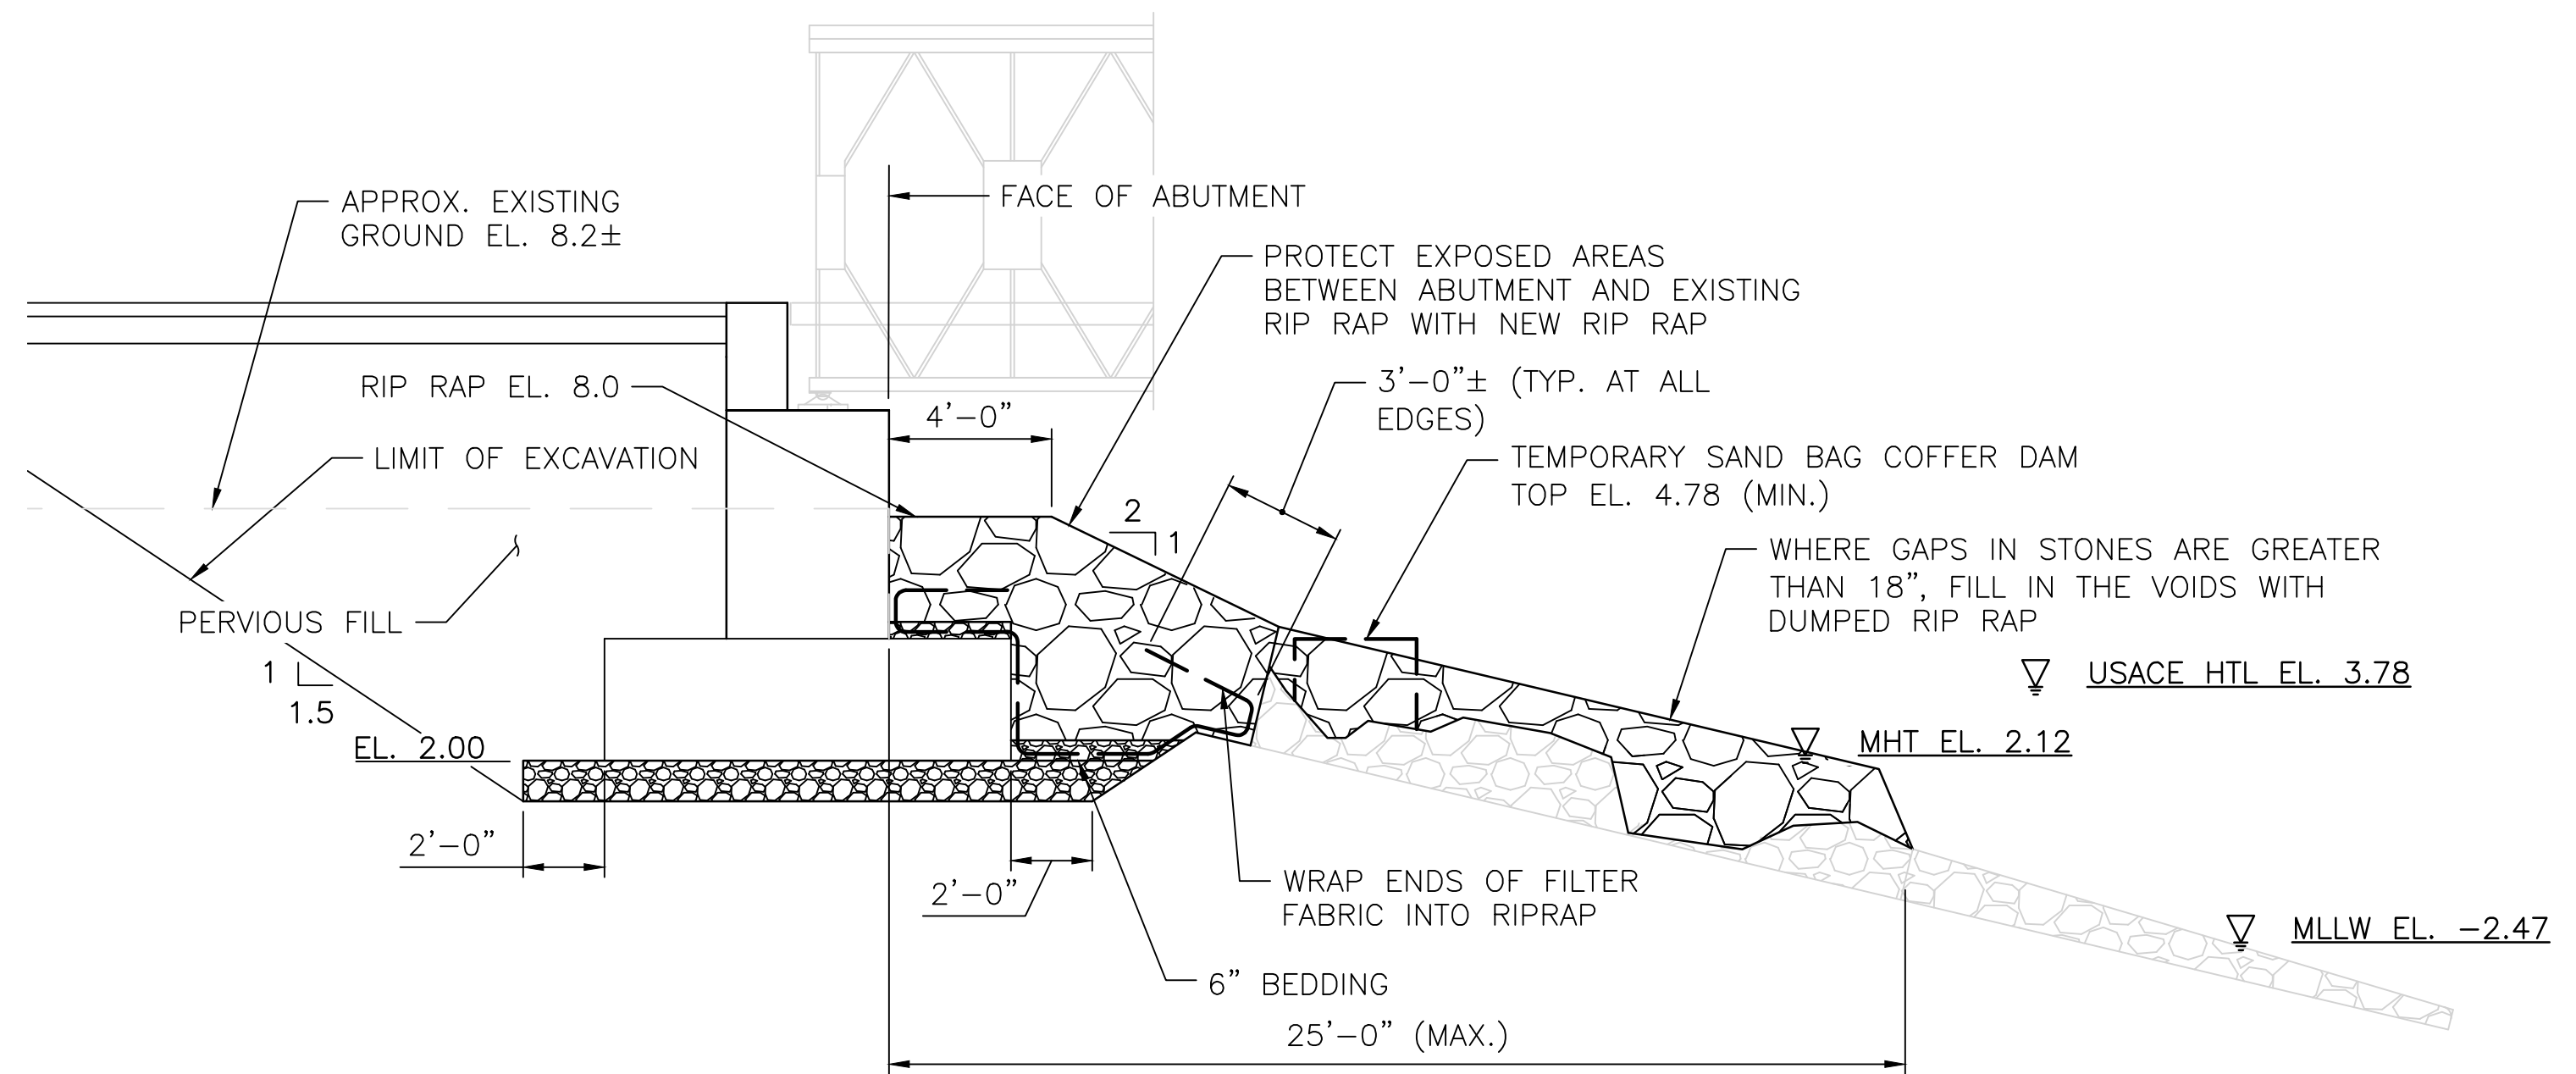 APPROX. EXISTING
GROUND EL. 8.2±
FACE OF ABUTMENT
PROTECT EXPOSED AREAS
BETWEEN ABUTMENT AND EXISTING
RIP RAP WITH NEW RIP RAP
RIP RAP EL. 8.0
4'-0"
3'-0"± (TYP. AT ALL
EDGES)
LIMIT OF EXCAVATION
TEMPORARY SAND BAG COFFER DAM
TOP EL. 4.78 (MIN.)
2
1
WHERE GAPS IN STONES ARE GREATER
THAN 18", FILL IN THE VOIDS WITH
DUMPED RIP RAP
PERVIOUS FILL
1
1.5
USACE HTL EL. 3.78
EL. 2.00
MHT EL. 2.12
2'-0"
2'-0"
WRAP ENDS OF FILTER
FABRIC INTO RIPRAP
MLLW EL. -2.47
6" BEDDING
25'-0" (MAX.)